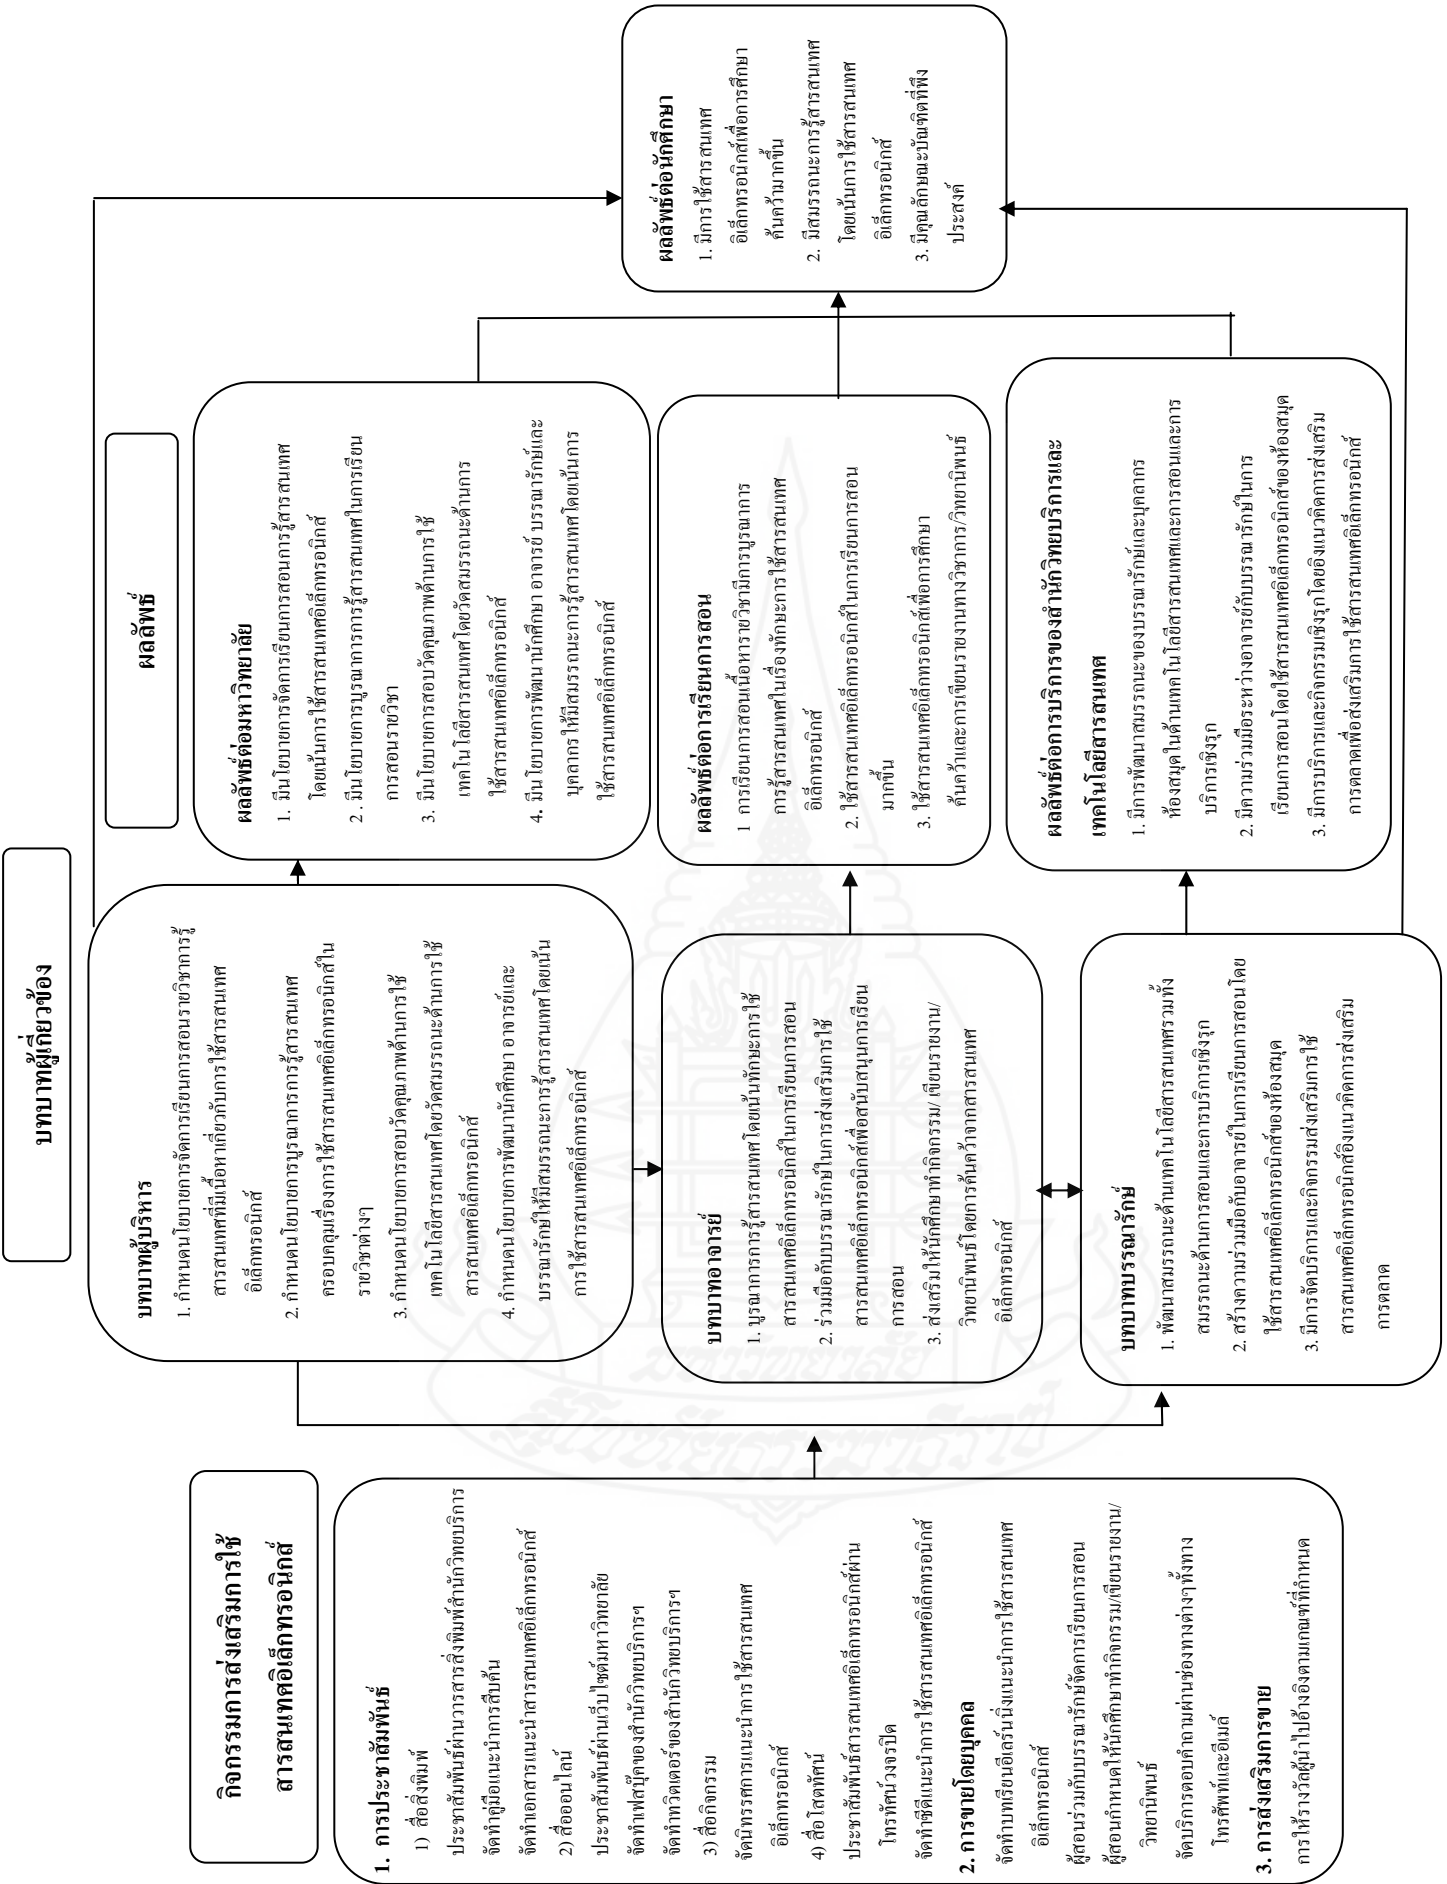 กิจกรรมการส่งเสริมการใช้
สารสนเทศอิเล็กทรอนิกส์
1. การประชาสัมพันธ์
1) สื่อสิ่งพิมพ์
ประชาสัมพันธ์ผ่านวารสารสิ่งพิมพ์สำนักวิทยบริการ
จัดทำคู่มือแนะนำการสืบค้น
จัดทำเอกสารแนะนำสารสนเทศอิเล็กทรอนิกส์
2) สื่อออนไลน์
ประชาสัมพันธ์ผ่านเว็บไซต์มหาวิทยาลัย
จัดทำเฟสบุ๊คของสำนักวิทยบริการฯ
จัดทำทวิตเตอร์ของสำนักวิทยบริการฯ
3) สื่อกิจกรรม
จัดนิทรรศการแนะนำการใช้สารสนเทศ
อิเล็กทรอนิกส์
4) สื่อโสตทัศน์
ประชาสัมพันธ์สารสนเทศอิเล็กทรอนิกส์ผ่าน
โทรทัศน์วงจรปิด
จัดทำซีดีแนะนำการใช้สารสนเทศอิเล็กทรอนิกส์
2. การขายโดยบุคคล
จัดทำบทเรียนอีเลิร์นนิ่งแนะนำการใช้สารสนเทศ
อิเล็กทรอนิกส์
ผู้สอนร่วมกับบรรณารักษ์จัดการเรียนการสอน
ผู้สอนกำหนดให้นักศึกษาทำกิจกรรม/เขียนรายงาน/
วิทยานิพนธ์
จัดบริการตอบคำถามผ่านช่องทางต่างๆทั้งทาง
โทรศัพท์และอีเมล์
3. การส่งเสริมการขาย
การให้รางวัลผู้นำไปอ้างอิงตามเกณฑ์ที่กำหนด
บทบาทผู้เกี่ยวข้อง
บทบาทผู้บริหาร
1. กำหนดนโยบายการจัดการเรียนการสอนรายวิชาการรู้
สารสนเทศที่มีเนื้อหาเกี่ยวกับการใช้สารสนเทศ
อิเล็กทรอนิกส์
2. กำหนดนโยบายการบูรณาการการรู้สารสนเทศ
ครอบคลุมเรื่องการใช้สารสนเทศอิเล็กทรอนิกส์ใน
รายวิชาต่างๆ
3. กำหนดนโยบายการสอบวัดคุณภาพด้านการใช้
เทคโนโลยีสารสนเทศโดยวัดสมรรถนะด้านการใช้
สารสนเทศอิเล็กทรอนิกส์
4. กำหนดนโยบายการพัฒนานักศึกษา อาจารย์และ
บรรณารักษ์ให้มีสมรรถนะการรู้สารสนเทศโดยเน้น
การใช้สารสนเทศอิเล็กทรอนิกส์
บทบาทอาจารย์
1. บูรณาการการรู้สารสนเทศโดยเน้นทักษะการใช้
สารสนเทศอิเล็กทรอนิกส์ในการเรียนการสอน
2. ร่วมมือกับบรรณารักษ์ในการส่งเสริมการใช้
สารสนเทศอิเล็กทรอนิกส์เพื่อสนับสนุนการเรียน
การสอน
3. ส่งเสริมให้นักศึกษาทำกิจกรรม/ เขียนรายงาน/
วิทยานิพนธ์โดยการค้นคว้าจากสารสนเทศ
อิเล็กทรอนิกส์
บทบาทบรรณารักษ์
1. พัฒนาสมรรถนะด้านเทคโนโลยีสารสนเทศรวมทั้ง
สมรรถนะด้านการสอนและการบริการเชิงรุก
2. สร้างความร่วมมือกับอาจารย์ในการเรียนการสอนโดย
ใช้สารสนเทศอิเล็กทรอนิกส์ของห้องสมุด
3. มีการจัดบริการและกิจกรรมส่งเสริมการใช้
สารสนเทศอิเล็กทรอนิกส์อิงแนวคิดการส่งเสริม
การตลาด
ผลลัพธ์
ผลลัพธ์ต่อมหาวิทยาลัย
1. มีนโยบายการจัดการเรียนการสอนการรู้สารสนเทศ
โดยเน้นการใช้สารสนเทศอิเล็กทรอนิกส์
2 . มีนโยบายการบูรณาการการรู้สารสนเทศในการเรียน
การสอนรายวิชา
3. มีนโยบายการสอบวัดคุณภาพด้านการใช้
เทคโนโลยีสารสนเทศโดยวัดสมรรถนะด้านการ
ใช้สารสนเทศอิเล็กทรอนิกส์
4. มีนโยบายการพัฒนานักศึกษา อาจารย์ บรรณารักษ์และ
บุคลากรให้มีสมรรถนะการรู้สารสนเทศโดยเน้นการ
ใช้สารสนเทศอิเล็กทรอนิกส์
ผลลัพธ์ต่อการเรียนการสอน
1 การเรียนการสอนเนื้อหารายวิชามีการบูรณาการ
การรู้สารสนเทศในเรื่องทักษะการใช้สารสนเทศ
อิเล็กทรอนิกส์
2. ใช้สารสนเทศอิเล็กทรอนิกส์ในการเรียนการสอน
มากขึ้น
3. ใช้สารสนเทศอิเล็กทรอนิกส์เพื่อการศึกษา
ค้นคว้าและการเขียนรายงานทางวิชาการ/วิทยานิพนธ์
ผลลัพธ์ต่อการบริการของสำนักวิทยบริการและ
เทคโนโลยีสารสนเทศ
1. มีการพัฒนาสมรรถนะของบรรณารักษ์และบุคลากร
ห้องสมุดในด้านเทคโนโลยีสารสนเทศและการสอนและการ
บริการเชิงรุก
2. มีความร่วมมือระหว่างอาจารย์กับบรรณารักษ์ในการ
เรียนการสอนโดยใช้สารสนเทศอิเล็กทรอนิกส์ของห้องสมุด
3. มีการบริการและกิจกรรมเชิงรุกโดยอิงแนวคิดการส่งเสริม
การตลาดเพื่อส่งเสริมการใช้สารสนเทศอิเล็กทรอนิกส์
ผลลัพธ์ต่อนักศึกษา
1. มีการใช้สารสนเทศ
อิเล็กทรอนิกส์เพื่อการศึกษา
ค้นคว้ามากขึ้น
2. มีสมรรถนะการรู้สารสนเทศ
โดยเน้นการใช้สารสนเทศ
อิเล็กทรอนิกส์
3. มีคุณลักษณะบัณฑิตที่พึง
ประสงค์
มหาวิทยาลัย
สุโขทัยธรรมาธิราช